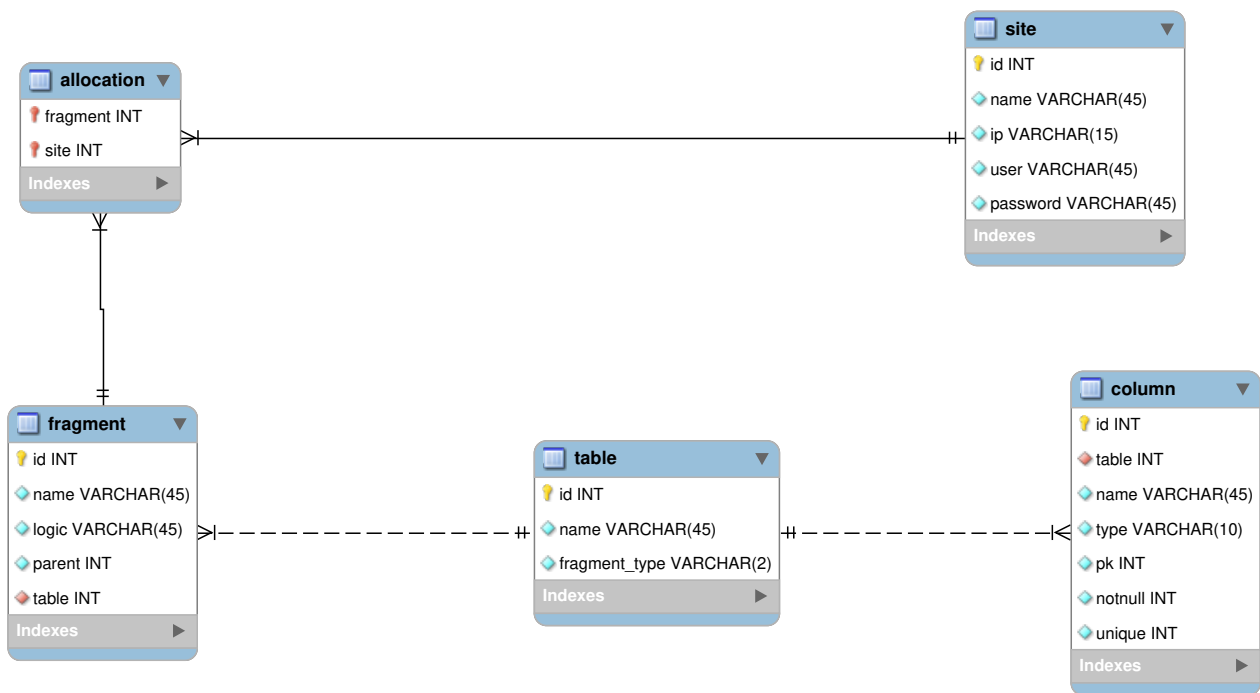 site
id INT
name VARCHAR(45)
ip VARCHAR(15)
user VARCHAR(45)
password VARCHAR(45)
Indexes
allocation
fragment INT
site INT
Indexes
fragment
id INT
name VARCHAR(45)
logic VARCHAR(45)
parent INT
table INT
Indexes
table
id INT
name VARCHAR(45)
fragment_type VARCHAR(2)
Indexes
column
id INT
table INT
name VARCHAR(45)
type VARCHAR(10)
pk INT
notnull INT
unique INT
Indexes